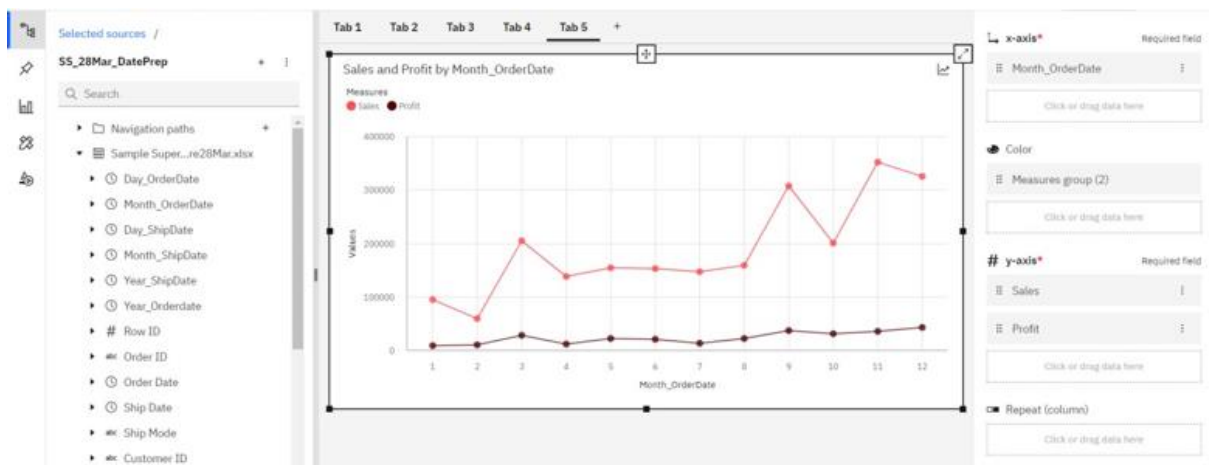 Selected sources /
SS_28Mar_DatePrep
Search
Navigation paths
Sample Super...re28Mar.xlsx
Day_OrderDate
Month_OrderDate
Day_ShipDate
Month_ShipDate
Year_ShipDate
Year_Orderdate
# Row ID
abc Order ID
Order Date
Ship Date
abc Ship Mode
abc Customer ID
Tab 1 Tab 2 Tab 3 Tab 4 Tab 5 +
Sales and Profit by Month_OrderDate
Measures
Sales Profit
Values
400000
300000
200000
100000
0
1 2 3 4 5 6 7 8 9 10 11 12
Month_OrderDate
x-axis* Required field
Month_OrderDate
Click or drag data here
Color
Measures group (2)
Click or drag data here
# y-axis* Required field
Sales
Profit
Click or drag data here
Repeat (column)
Click or drag data here